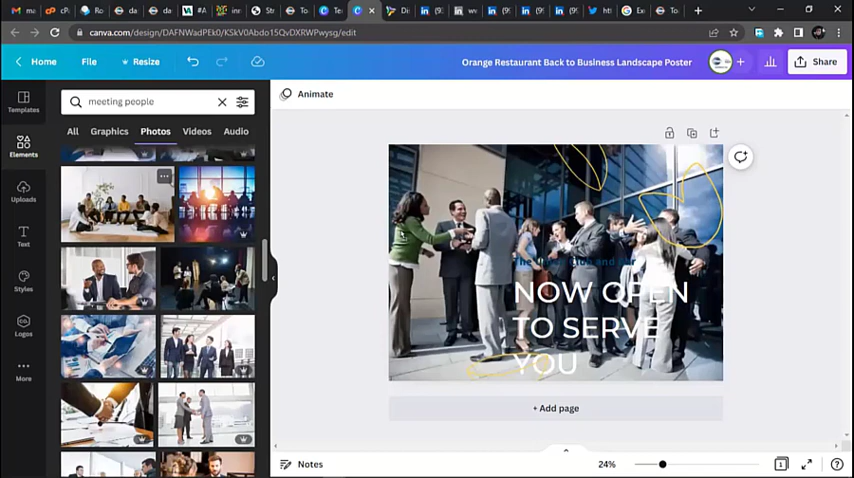 canva.com/design/DAFNWadPEk0/KSkV0Abdo15QvDXRWPwysg/edit
Home
File
Resize
Orange Restaurant Back to Business Landscape Poster
Share
Templates
Elements
Uploads
Text
Styles
Logos
More
meeting people
All
Graphics
Photos
Videos
Audio
Animate
NOW OPEN
TO SERVE
YOU
+ Add page
Notes
24%
1